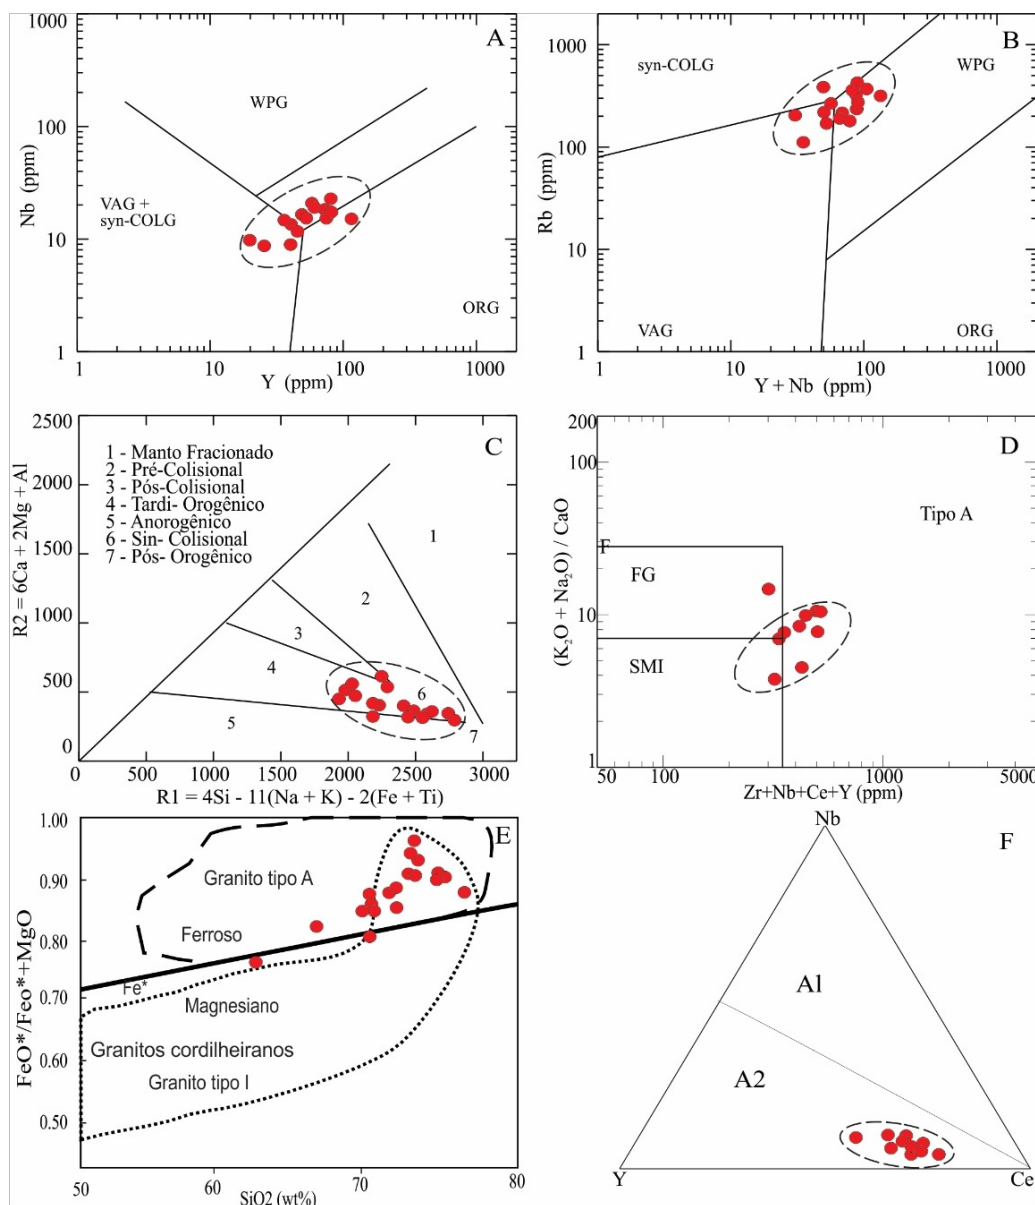 A
WPG
VAG +
syn-COLG
ORG
Nb (ppm)
1000
100
10
1
1 10 100 1000
Y (ppm)
B
syn-COLG
WPG
VAG
ORG
Rb (ppm)
1000
100
10
1
1 10 100 1000
Y + Nb (ppm)
C
1 - Manto Fracionado
2 - Pré-Colisional
3 - Pós-Colisional
4 - Tardi- Orogênico
5 - Anorogênico
6 - Sin- Colisional
7 - Pós- Orogênico
1
2
3
4
5
6
7
R2 = 6Ca + 2Mg + Al
2500
2000
1500
1000
500
0
0 500 1000 1500 2000 2500 3000
R1 = 4Si - 11(Na + K) - 2(Fe + Ti)
D
Tipo A
F
FG
SMI
(K₂O + Na₂O) / CaO
200
100
10
1
50 100 1000 5000
Zr+Nb+Ce+Y (ppm)
E
Granito tipo A
Ferroso
Fe*
Magnesiano
Granitos cordilheiranos
Granito tipo I
FeO*/Feo*+MgO
1.00
0.90
0.80
0.70
0.60
0.50
50 60 70 80
SiO2 (wt%)
F
Nb
A1
A2
Y
Ce